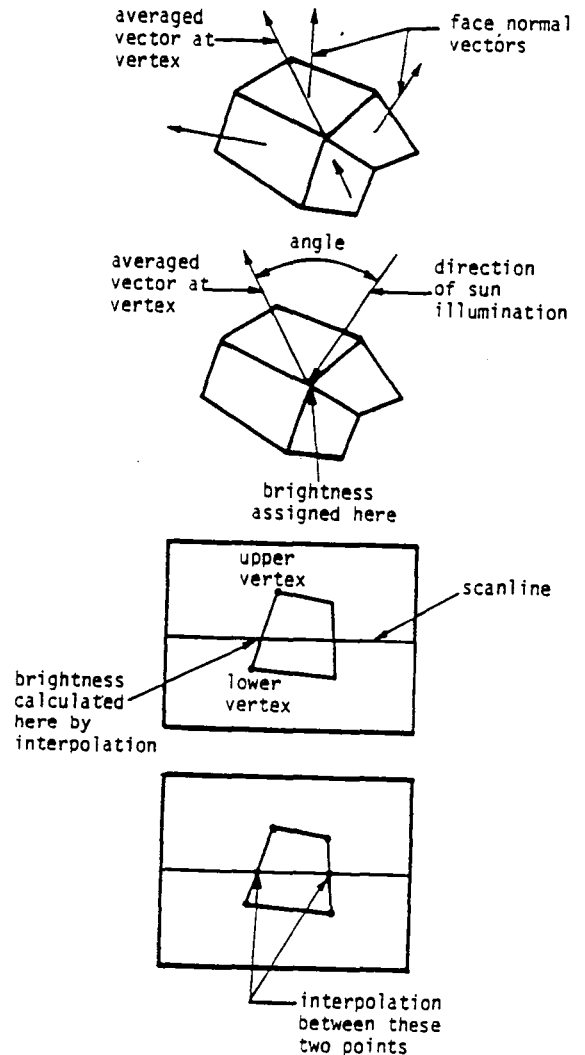 averaged
vector at
vertex
face normal
vectors
angle
averaged
vector at
vertex
direction
of sun
illumination
brightness
assigned here
upper
vertex
scanline
brightness
calculated
here by
interpolation
lower
vertex
interpolation
between these
two points